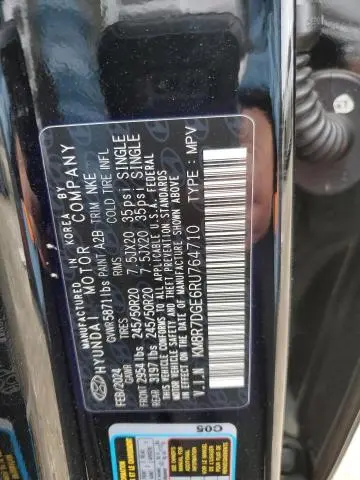 MANUFACTURED IN KOREA BY
HYUNDAI MOTOR COMPANY
FEB/2024 GVWR 5871 lbs PAINT A2B TRIM NKE
GAWR TIRES RIMS COLD TIRE INFL
FRONT 2954 lbs 245/50R20 7.5JX20 35psi SINGLE
REAR 3197 lbs 245/50R20 7.5JX20 35psi SINGLE
THIS VEHICLE CONFORMS TO ALL APPLICABLE U.S.A. FEDERAL
MOTOR VEHICLE SAFETY, BUMPER, AND THEFT PREVENTION
STANDARDS IN EFFECT ON THE DATE OF MANUFACTURE SHOWN ABOVE
V.I.N KM8R7DGE6RU764710 TYPE : MPV
C05